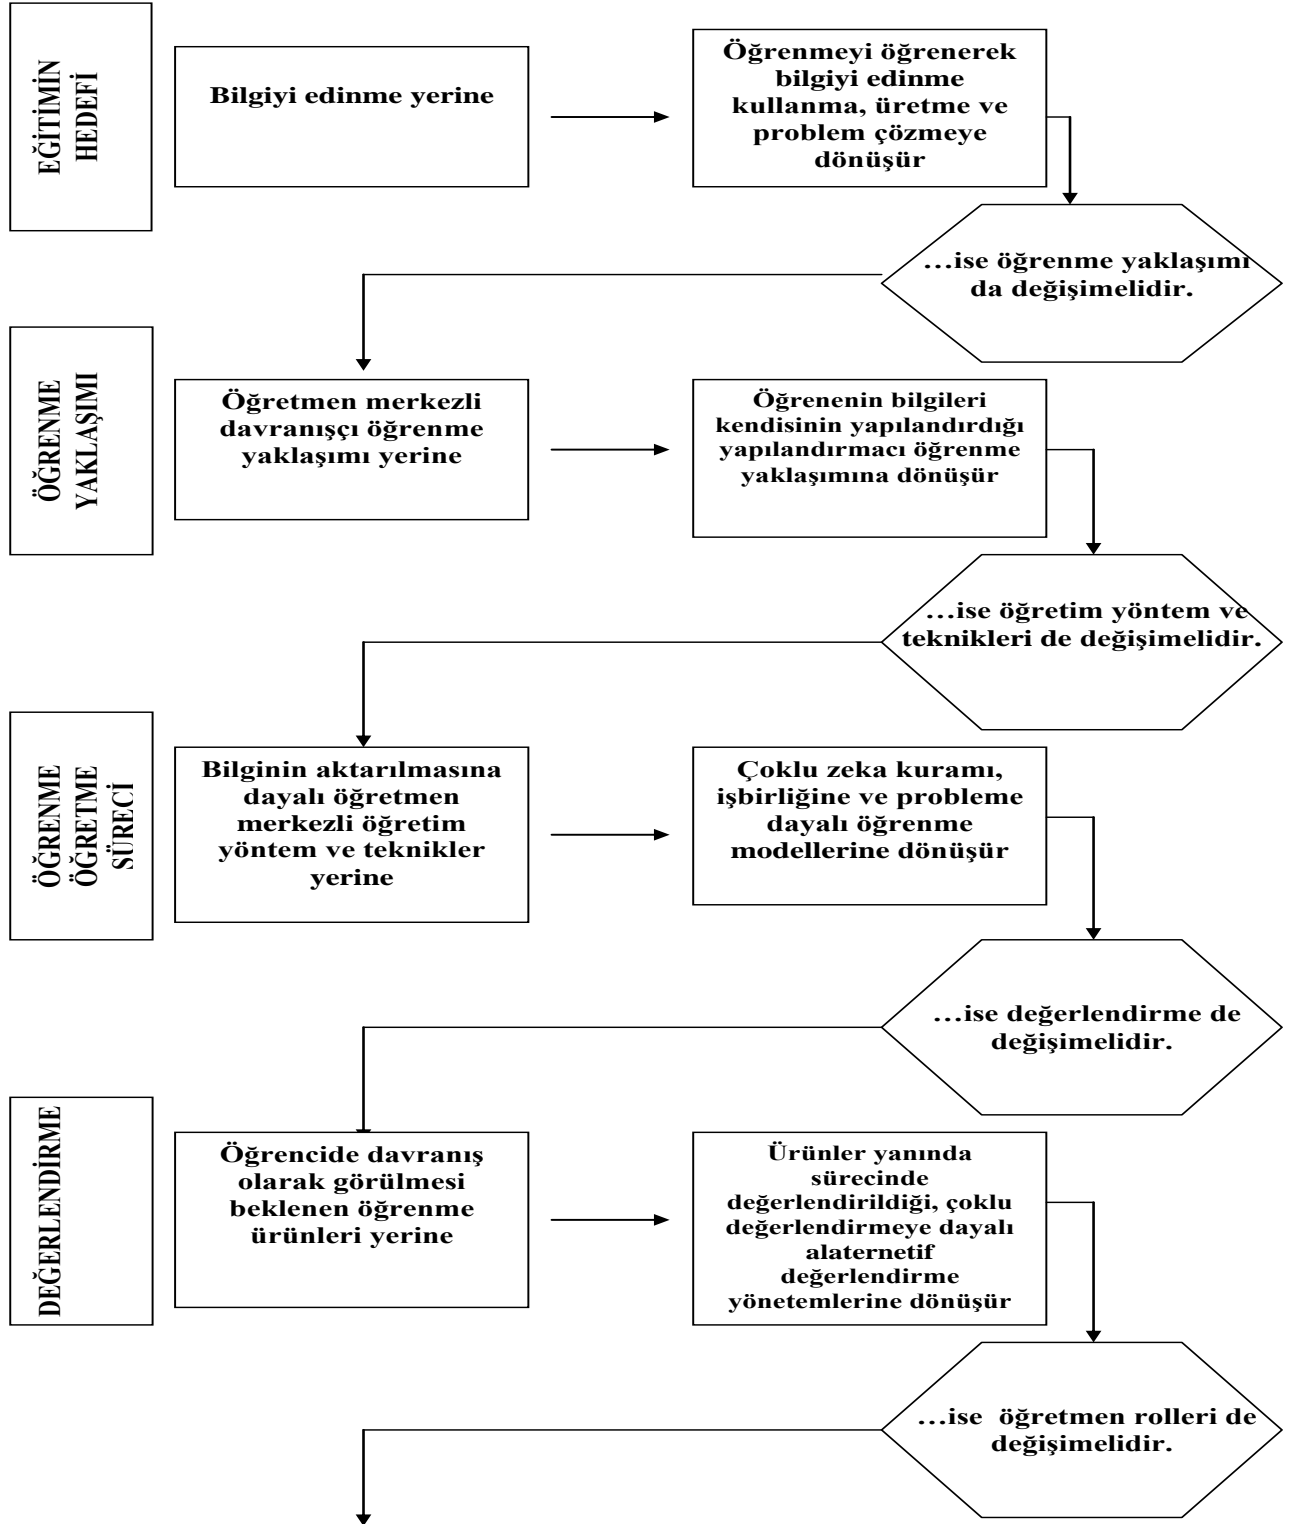 EĞİTİMİN
HEDEFİ
Bilgiyi edinme yerine
Öğrenmeyi öğrenerek
bilgiyi edinme
kullanma, üretme ve
problem çözmeye
dönüşür
…ise öğrenme yaklaşımı
da değişimelidir.
ÖĞRENME
YAKLAŞIMI
Öğretmen merkezli
davranışçı öğrenme
yaklaşımı yerine
Öğrenenin bilgileri
kendisinin yapılandırdığı
yapılandırmacı öğrenme
yaklaşımına dönüşür
…ise öğretim yöntem ve
teknikleri de değişimelidir.
ÖĞRENME
ÖĞRETME
SÜRECİ
Bilginin aktarılmasına
dayalı öğretmen
merkezli öğretim
yöntem ve teknikler
yerine
Çoklu zeka kuramı,
işbirliğine ve probleme
dayalı öğrenme
modellerine dönüşür
…ise değerlendirme de
değişimelidir.
DEĞERLENDİRME
Öğrencide davranış
olarak görülmesi
beklenen öğrenme
ürünleri yerine
Ürünler yanında
sürecinde
değerlendirildiği, çoklu
değerlendirmeye dayalı
alaternetif
değerlendirme
yönetemlerine dönüşür
…ise öğretmen rolleri de
değişimelidir.